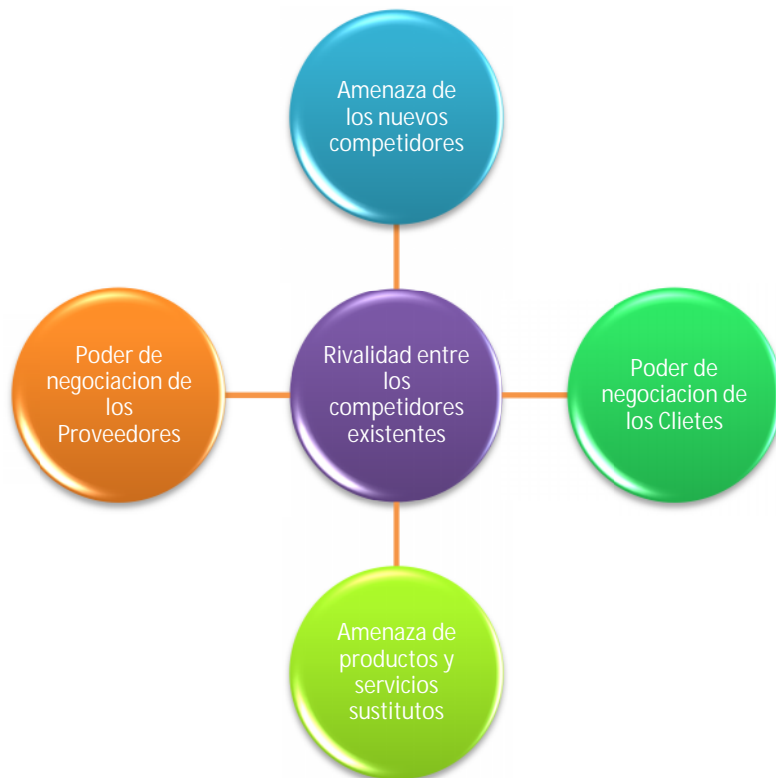 Amenaza de
los nuevos
competidores
Poder de
negociacion de
los
Proveedores
Rivalidad entre
los
competidores
existentes
Poder de
negociacion de
los Clietes
Amenaza de
productos y
servicios
sustitutos